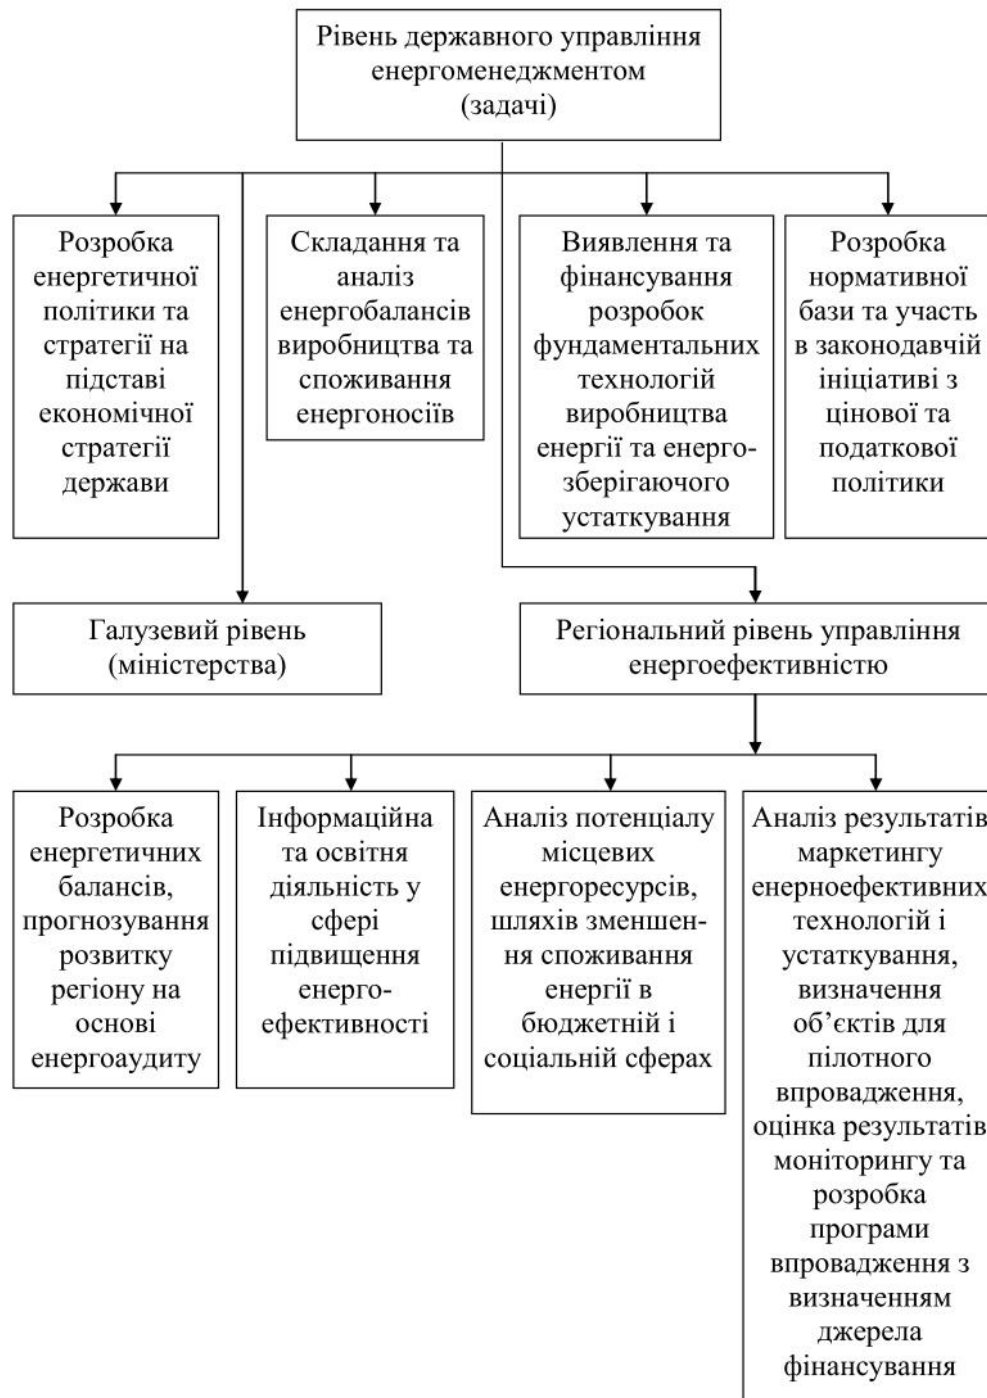 Рівень державного управління
енергоменеджментом
(задачі)
Розробка
енергетичної
політики та
стратегії на
підставі
економічної
стратегії
держави
Складання та
аналіз
енергобалансів
виробництва та
споживання
енергоносіїв
Виявлення та
фінансування
розробок
фундаментальних
технологій
виробництва
енергії та енерго-
зберігаючого
устаткування
Розробка
нормативної
бази та участь
в законодавчій
ініціативі з
цінової та
податкової
політики
Галузевий рівень
(міністерства)
Регіональний рівень управління
енергоефективністю
Розробка
енергетичних
балансів,
прогнозування
розвитку
регіону на
основі
енергоаудиту
Інформаційна
та освітня
діяльність у
сфері
підвищення
енерго-
ефективності
Аналіз потенціалу
місцевих
енергоресурсів,
шляхів зменшен-
ня споживання
енергії в
бюджетній і
соціальній сферах
Аналіз результатів
маркетингу
енерноефективних
технологій і
устаткування,
визначення
об’єктів для
пілотного
впровадження,
оцінка результатів
моніторингу та
розробка
програми
впровадження з
визначенням
джерела
фінансування